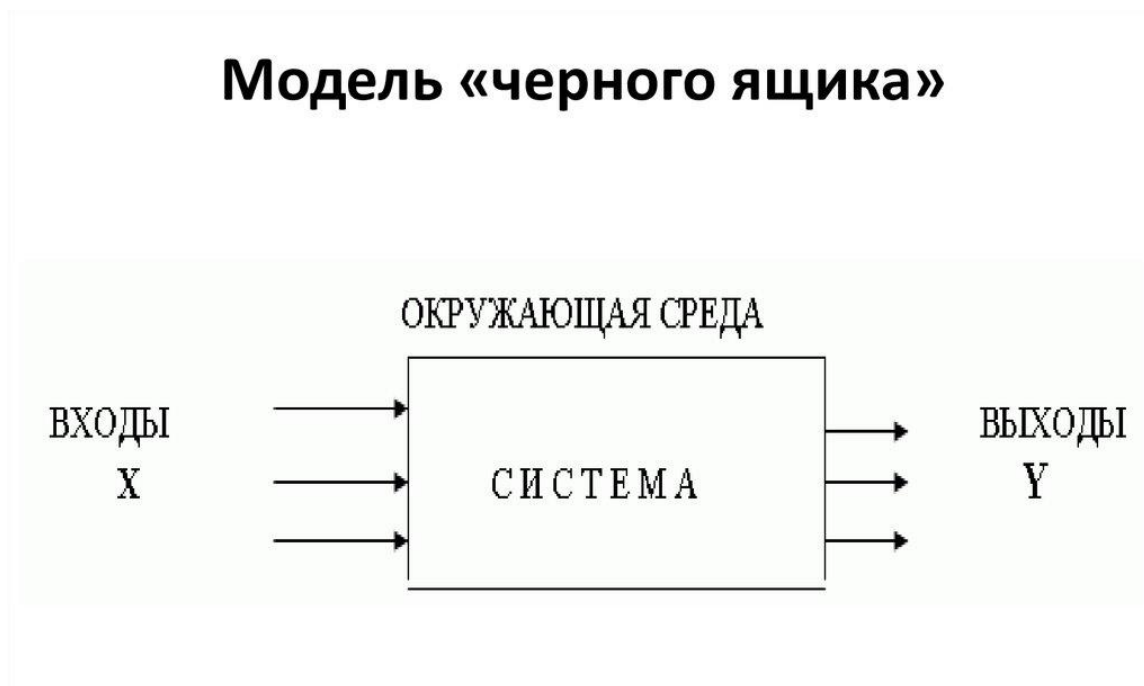 Модель «черного ящика»
ОКРУЖАЮЩАЯ СРЕДА
ВХОДЫ
X
СИСТЕМА
ВЫХОДЫ
Y